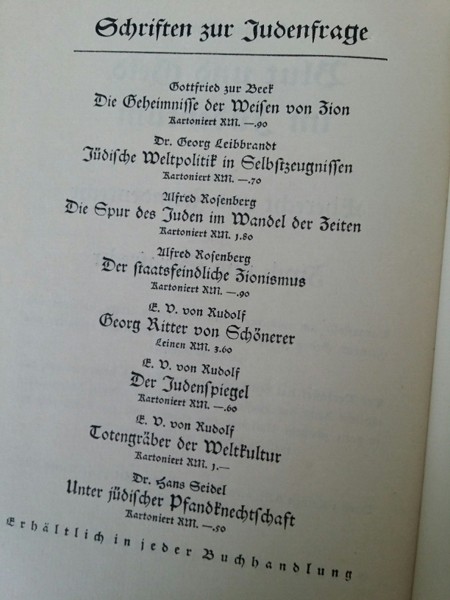 Schriften zur Judenfrage
Gottfried zur Beek
Die Geheimnisse der Weisen von Zion
Kartoniert RM. —.90
Dr. Georg Leibbrandt
Jüdische Weltpolitik in Selbstzeugnissen
Kartoniert RM. —.70
Alfred Rosenberg
Die Spur des Juden im Wandel der Zeiten
Kartoniert RM. 1.80
Alfred Rosenberg
Der staatsfeindliche Zionismus
Kartoniert RM. —.90
E. V. von Rudolf
Georg Ritter von Schönerer
Leinen RM. 3.60
E. V. von Rudolf
Der Judenspiegel
Kartoniert RM. —.60
E. V. von Rudolf
Totengräber der Weltkultur
Kartoniert RM. 1.—
Dr. Hans Seidel
Unter jüdischer Pfandknechtschaft
Kartoniert RM. —.50
Erhältlich in jeder Buchhandlung